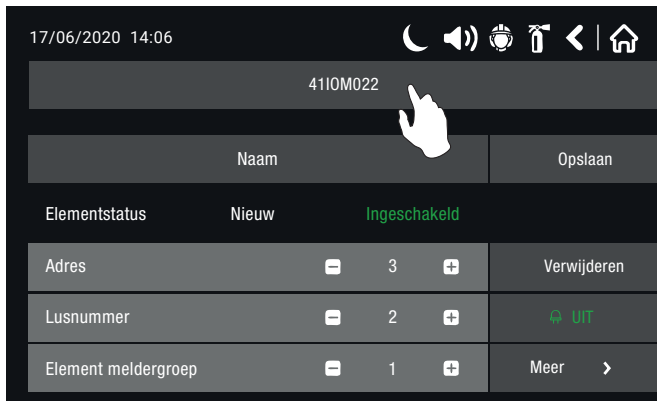 17/06/2020 14:06
41IOM022
Naam Opslaan
Elementstatus Nieuw Ingeschakeld
Adres 3 Verwijderen
Lusnummer 2 UIT
Element meldergroep 1 Meer